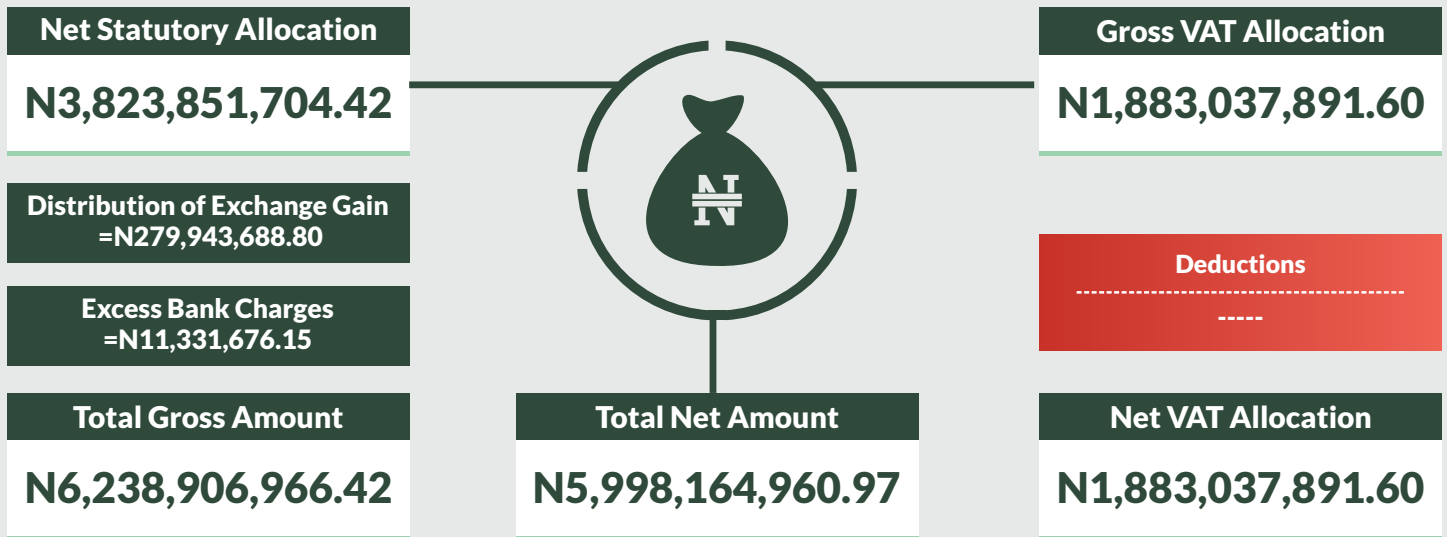 Net Statutory Allocation
N3,823,851,704.42
Distribution of Exchange Gain
=N279,943,688.80
Excess Bank Charges
=N11,331,676.15
Total Gross Amount
N6,238,906,966.42
₦
Total Net Amount
N5,998,164,960.97
Gross VAT Allocation
N1,883,037,891.60
Deductions
--------------------------------------------
-----
Net VAT Allocation
N1,883,037,891.60